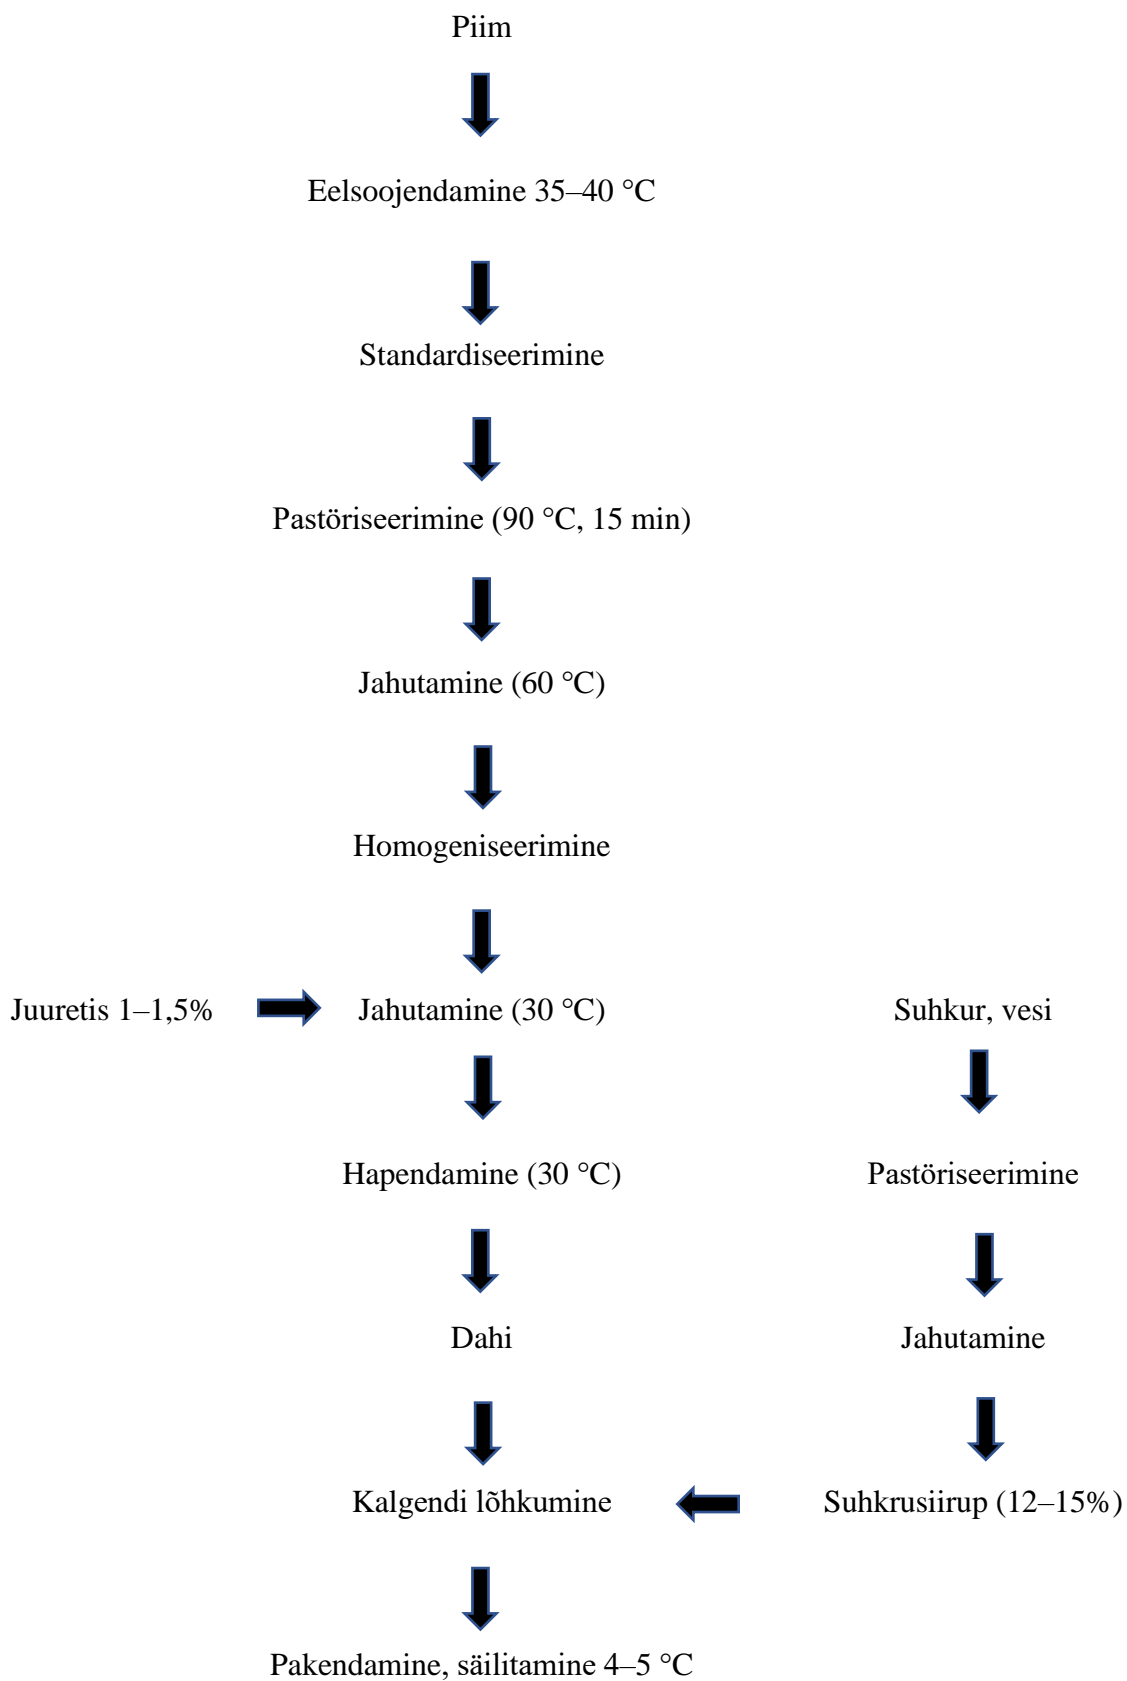 Piim
Eelsoojendamine 35–40 °C
Standardiseerimine
Pastöriseerimine (90 °C, 15 min)
Jahutamine (60 °C)
Homogeniseerimine
Juuretis 1–1,5%
Jahutamine (30 °C)
Suhkur, vesi
Hapendamine (30 °C)
Pastöriseerimine
Dahi
Jahutamine
Kalgendi lõhkumine
Suhkrusiirup (12–15%)
Pakendamine, säilitamine 4–5 °C